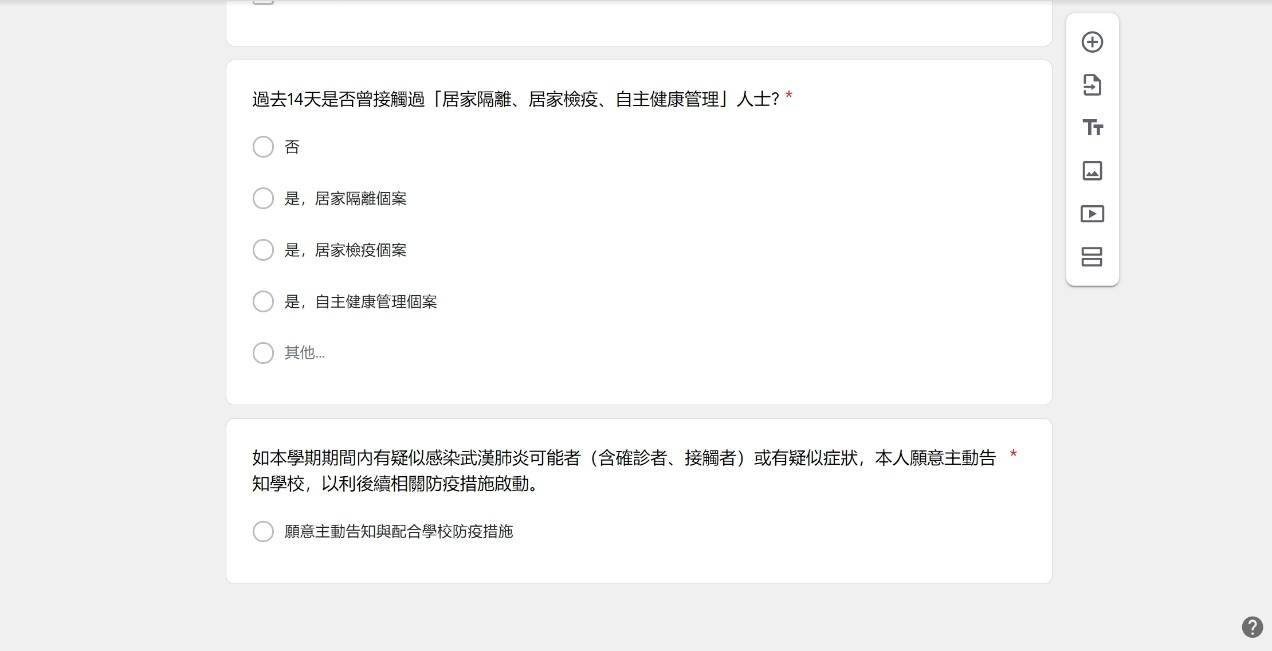 過去14天是否曾接觸過「居家隔離、居家檢疫、自主健康管理」人士? *
否
是，居家隔離個案
是，居家檢疫個案
是，自主健康管理個案
其他...
如本學期期間內有疑似感染武漢肺炎可能者（含確診者、接觸者）或有疑似症狀，本人願意主動告 *
知學校，以利後續相關防疫措施啟動。
願意主動告知與配合學校防疫措施